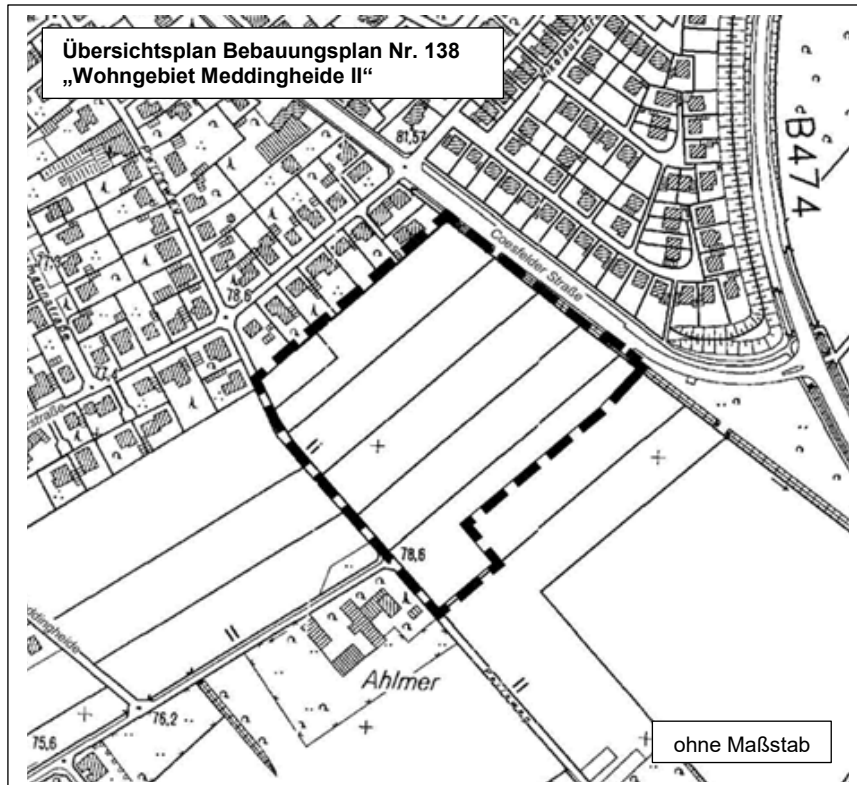 Übersichtsplan Bebauungsplan Nr. 138
„Wohngebiet Meddingheide II“
81,57
B474
Coesfelder Straße
78,6
78,6
Ahlmer
76,2
75,6
ohne Maßstab